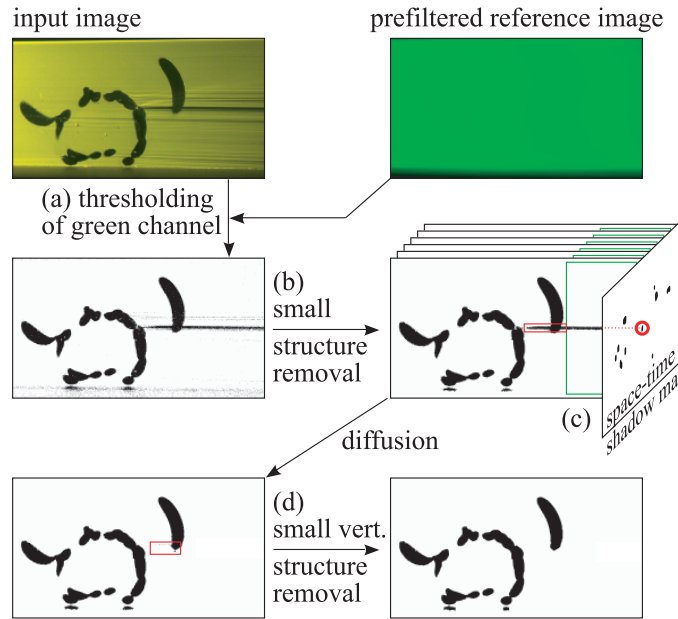 input image
prefiltered reference image
(a) thresholding
of green channel
(b)
small
structure
removal
(c)
space-time
shadow ma
diffusion
(d)
small vert.
structure
removal